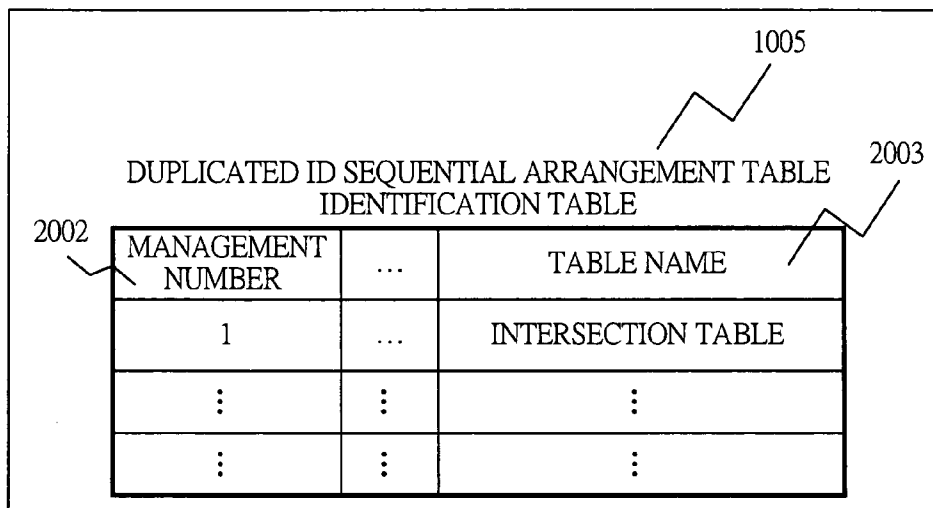 1005
DUPLICATED ID SEQUENTIAL ARRANGEMENT TABLE
IDENTIFICATION TABLE
2003
2002
MANAGEMENT NUMBER … TABLE NAME
1 … INTERSECTION TABLE
⋮ ⋮ ⋮
⋮ ⋮ ⋮